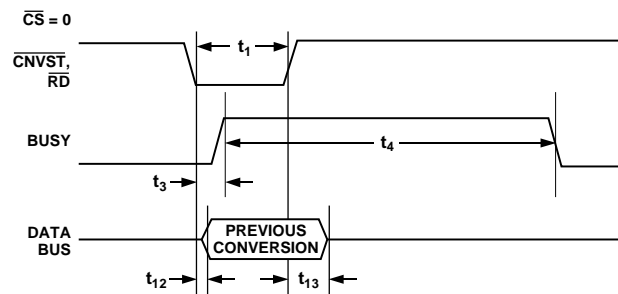 CS = 0
t1
CNVST,
RD
BUSY
t4
t3
DATA
BUS
PREVIOUS
CONVERSION
t12
t13